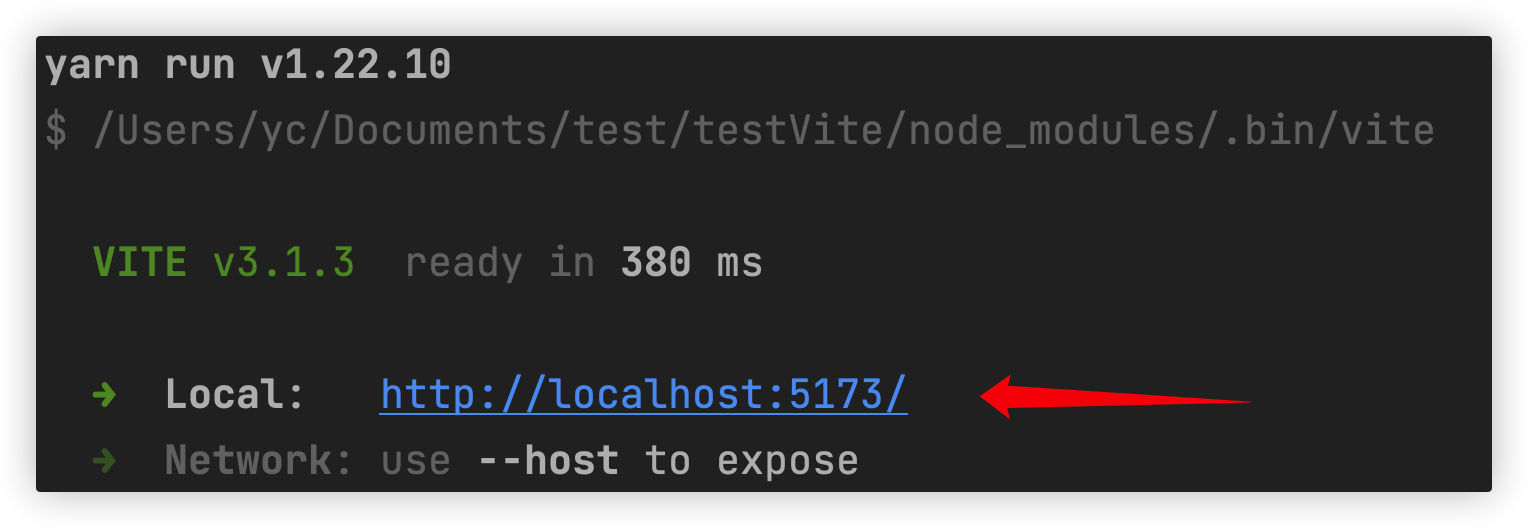 yarn run v1.22.10
$ /Users/yc/Documents/test/testVite/node_modules/.bin/vite
VITE v3.1.3  ready in 380 ms
➜  Local:   http://localhost:5173/
➜  Network: use --host to expose